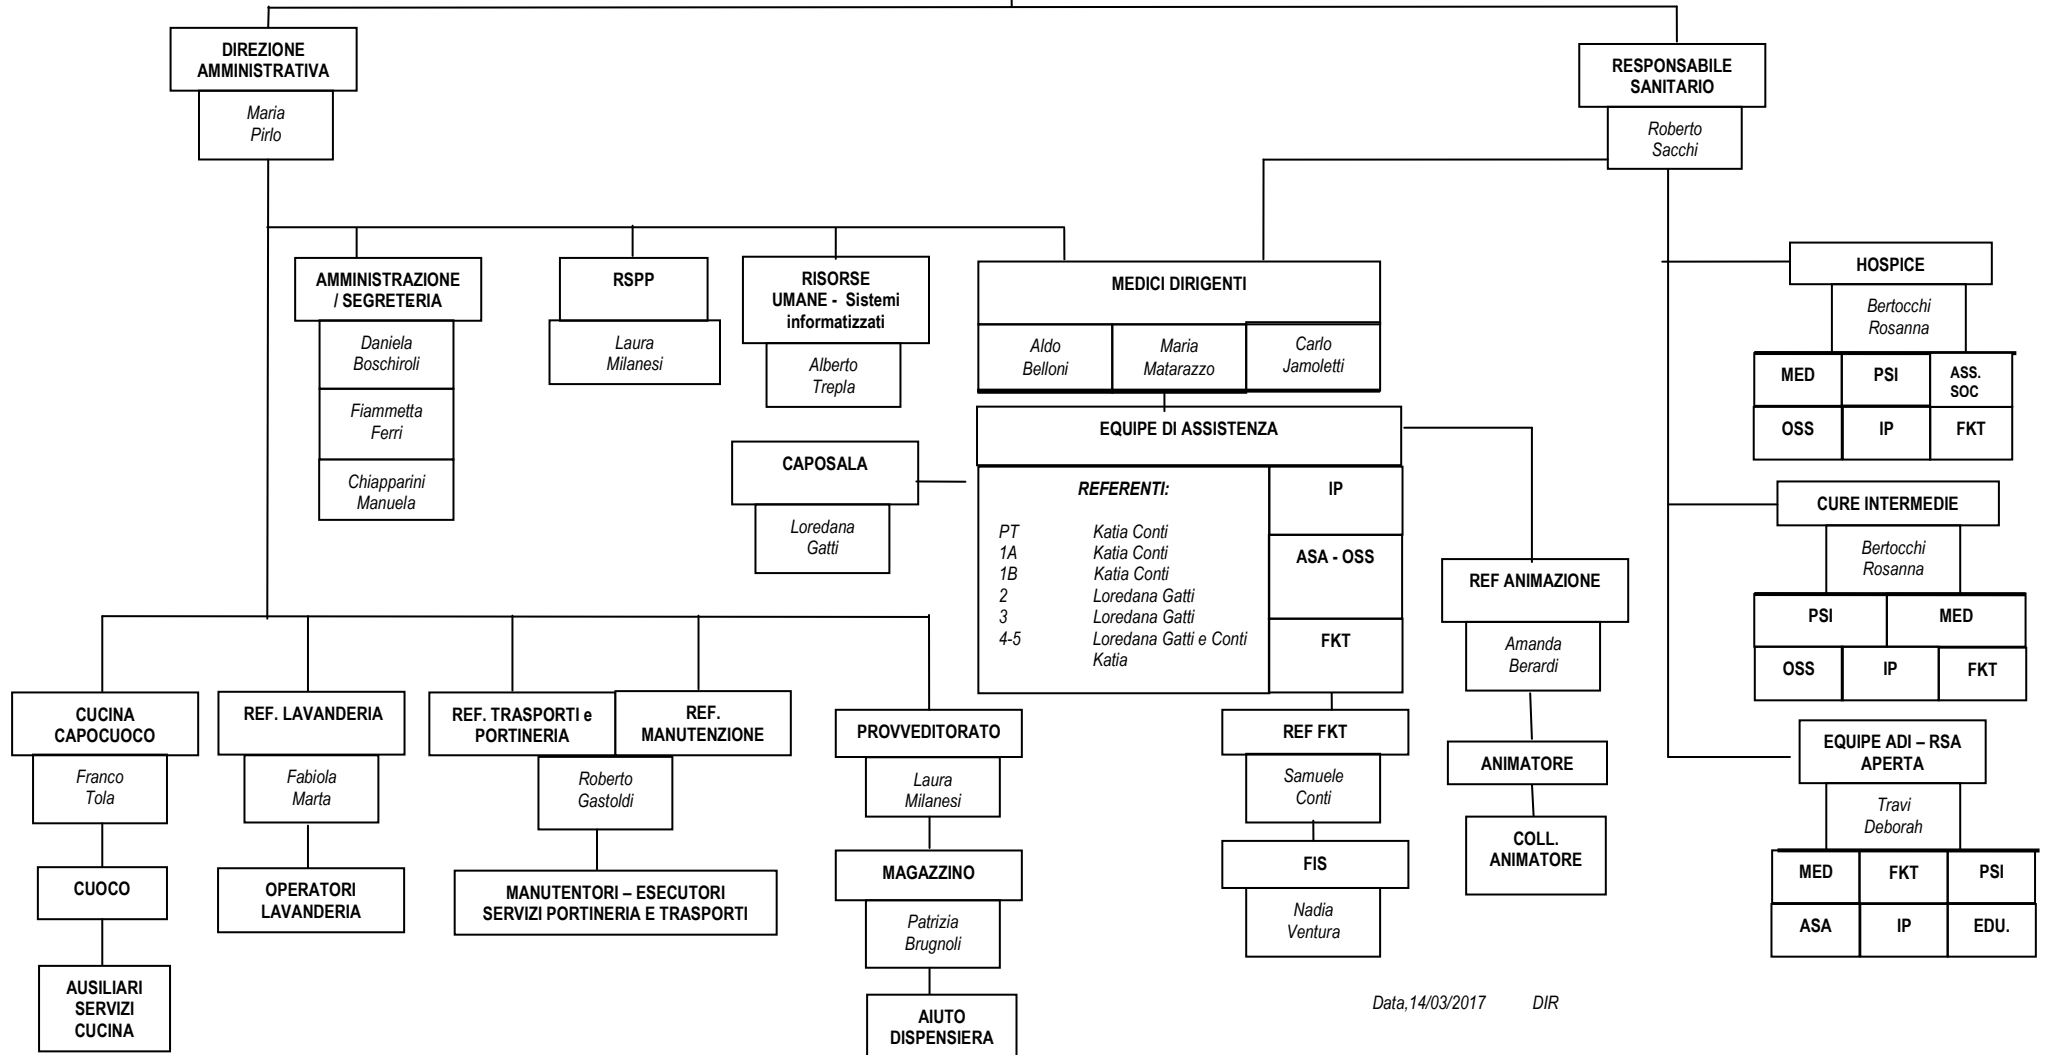 DIREZIONE
AMMINISTRATIVA
Maria
Pirlo
RESPONSABILE
SANITARIO
Roberto
Sacchi
AMMINISTRAZIONE
/ SEGRETERIA
Daniela
Boschiroli
Fiammetta
Ferri
Chiapparini
Manuela
RSPP
Laura
Milanesi
RISORSE
UMANE - Sistemi
informatizzati
Alberto
Trepla
MEDICI DIRIGENTI
Aldo
Belloni
Maria
Matarazzo
Carlo
Jamoletti
HOSPICE
Bertocchi
Rosanna
MED PSI ASS.
SOC
OSS IP FKT
EQUIPE DI ASSISTENZA
CAPOSALA
Loredana
Gatti
REFERENTI:
PT Katia Conti
1A Katia Conti
1B Katia Conti
2 Loredana Gatti
3 Loredana Gatti
4-5 Loredana Gatti e Conti
Katia
IP
ASA - OSS
FKT
REF ANIMAZIONE
Amanda
Berardi
ANIMATORE
COLL.
ANIMATORE
CURE INTERMEDIE
Bertocchi
Rosanna
PSI MED
OSS IP FKT
EQUIPE ADI – RSA
APERTA
Travi
Deborah
MED FKT PSI
ASA IP EDU.
CUCINA
CAPOCUOCO
Franco
Tola
CUOCO
AUSILIARI
SERVIZI
CUCINA
REF. LAVANDERIA
Fabiola
Marta
OPERATORI
LAVANDERIA
REF. TRASPORTI e
PORTINERIA
REF.
MANUTENZIONE
Roberto
Gastoldi
MANUTENTORI – ESECUTORI
SERVIZI PORTINERIA E TRASPORTI
PROVVEDITORATO
Laura
Milanesi
MAGAZZINO
Patrizia
Brugnoli
AIUTO
DISPENSIERA
REF FKT
Samuele
Conti
FIS
Nadia
Ventura
Data,14/03/2017 DIR